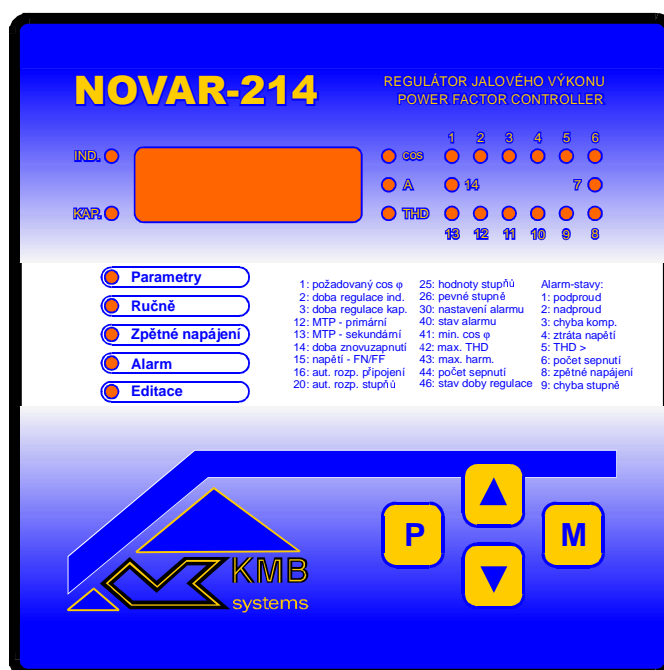 NOVAR-214
REGULÁTOR JALOVÉHO VÝKONU
POWER FACTOR CONTROLLER
1 2 3 4 5 6
IND. COS
A 14 7
KAP. THD
13 12 11 10 9 8
Parametry
Ručně
Zpětné napájení
Alarm
Editace
1: požadovaný cos φ
2: doba regulace ind.
3: doba regulace kap.
12: MTP - primární
13: MTP - sekundární
14: doba znovuzapnutí
15: napětí - FN/FF
16: aut. rozp. připojení
20: aut. rozp. stupňů
25: hodnoty stupňů
26: pevné stupně
30: nastavení alarmu
40: stav alarmu
41: min. cos φ
42: max. THD
43: max. harm.
44: počet sepnutí
46: stav doby regulace
Alarm-stavy:
1: podproud
2: nadproud
3: chyba komp.
4: ztráta napětí
5: THD >
6: počet sepnutí
8: zpětné napájení
9: chyba stupně
P M
KMB
systems